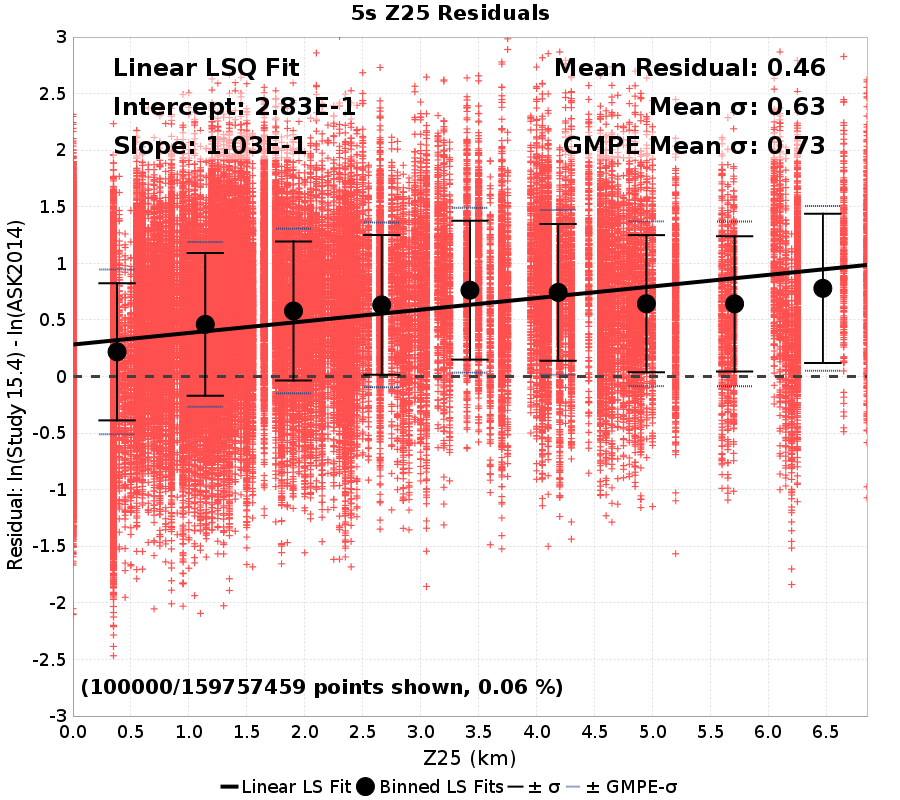 5s Z25 Residuals
Linear LSQ Fit
Intercept: 2.83E-1
Slope: 1.03E-1
Mean Residual: 0.46
Mean σ: 0.63
GMPE Mean σ: 0.73
Residual: ln(Study 15.4) - ln(ASK2014)
3
2.5
2
1.5
1
0.5
0
-0.5
-1
-1.5
-2
-2.5
-3
(100000/159757459 points shown, 0.06 %)
0.0 0.5 1.0 1.5 2.0 2.5 3.0 3.5 4.0 4.5 5.0 5.5 6.0 6.5
Z25 (km)
Linear LS Fit Binned LS Fits ± σ ± GMPE-σ